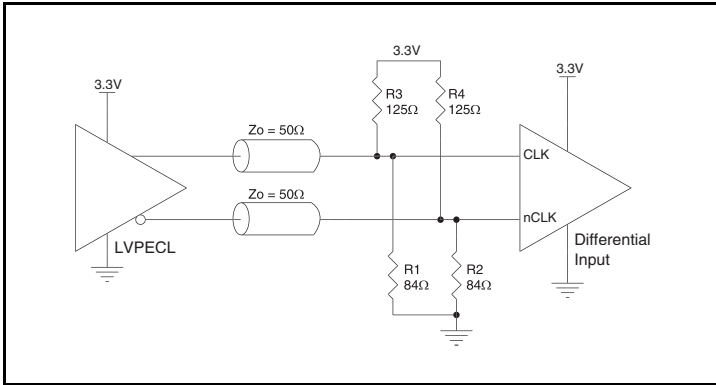 3.3V
3.3V
3.3V
R3
125Ω
R4
125Ω
Zo = 50Ω
CLK
Zo = 50Ω
nCLK
LVPECL
Differential
Input
R1
84Ω
R2
84Ω